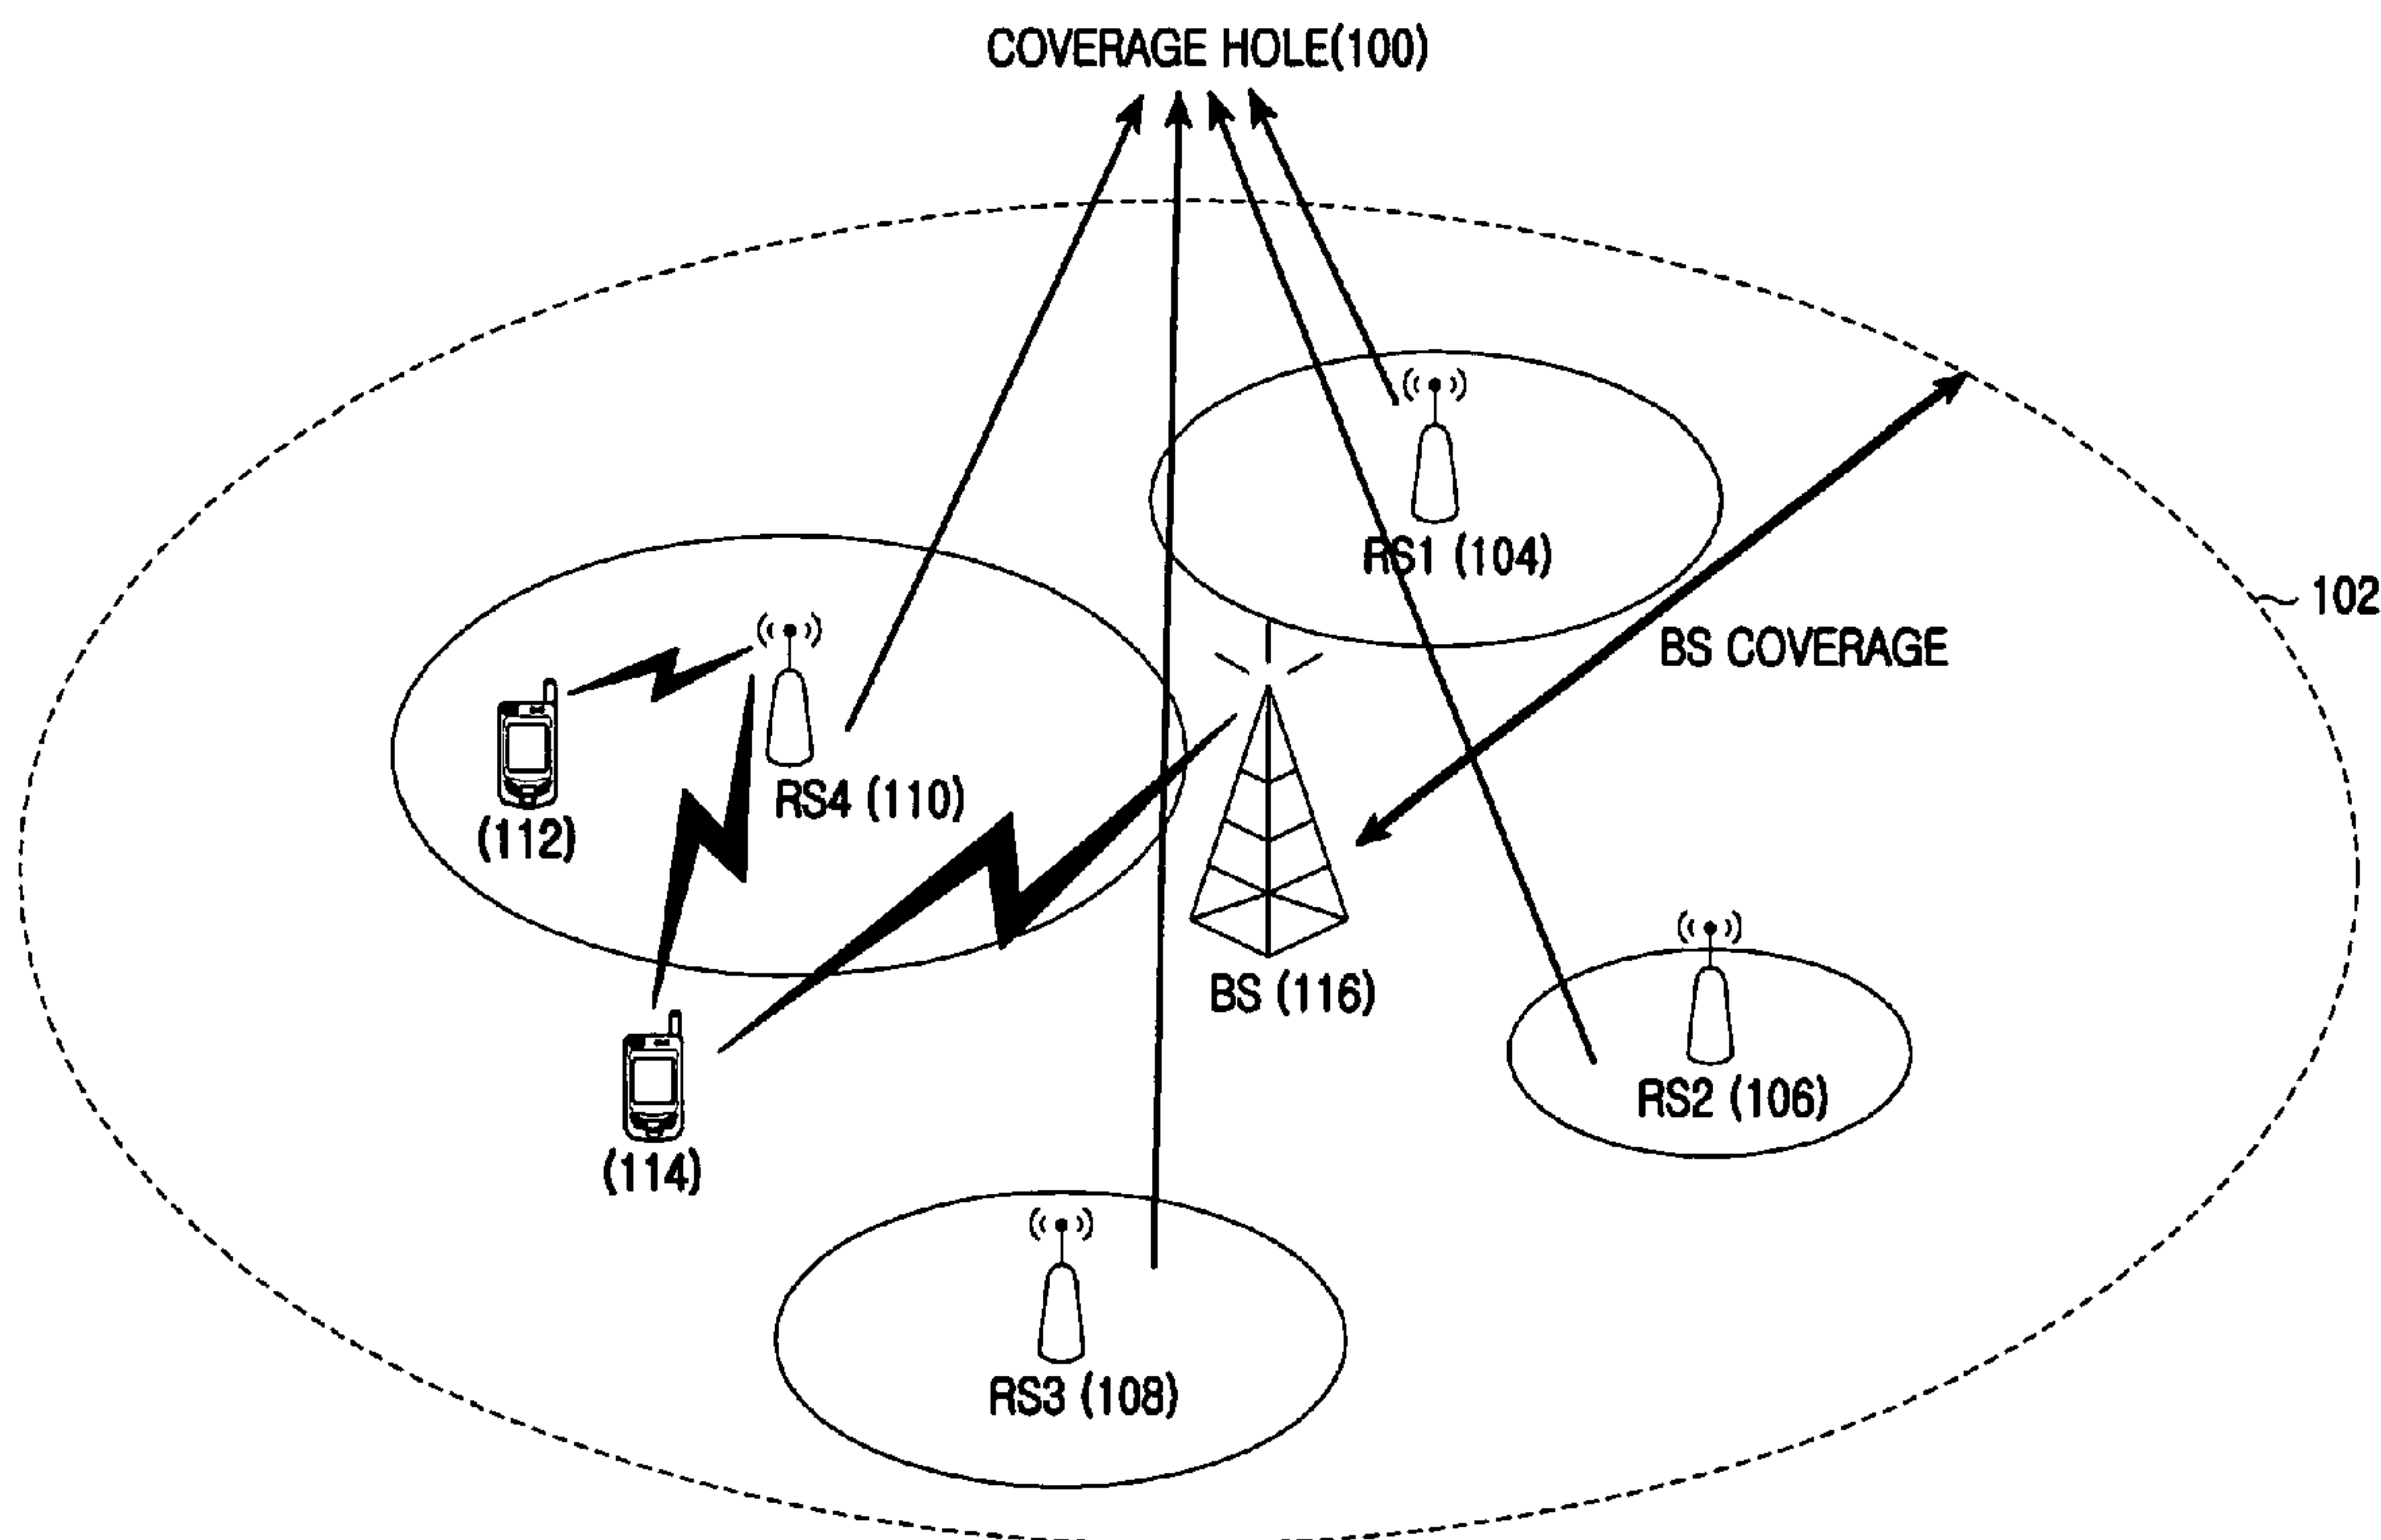 COVERAGE HOLE(100)
RS1 (104)
102
BS COVERAGE
RS4 (110)
(112)
BS (116)
RS2 (106)
(114)
RS3 (108)